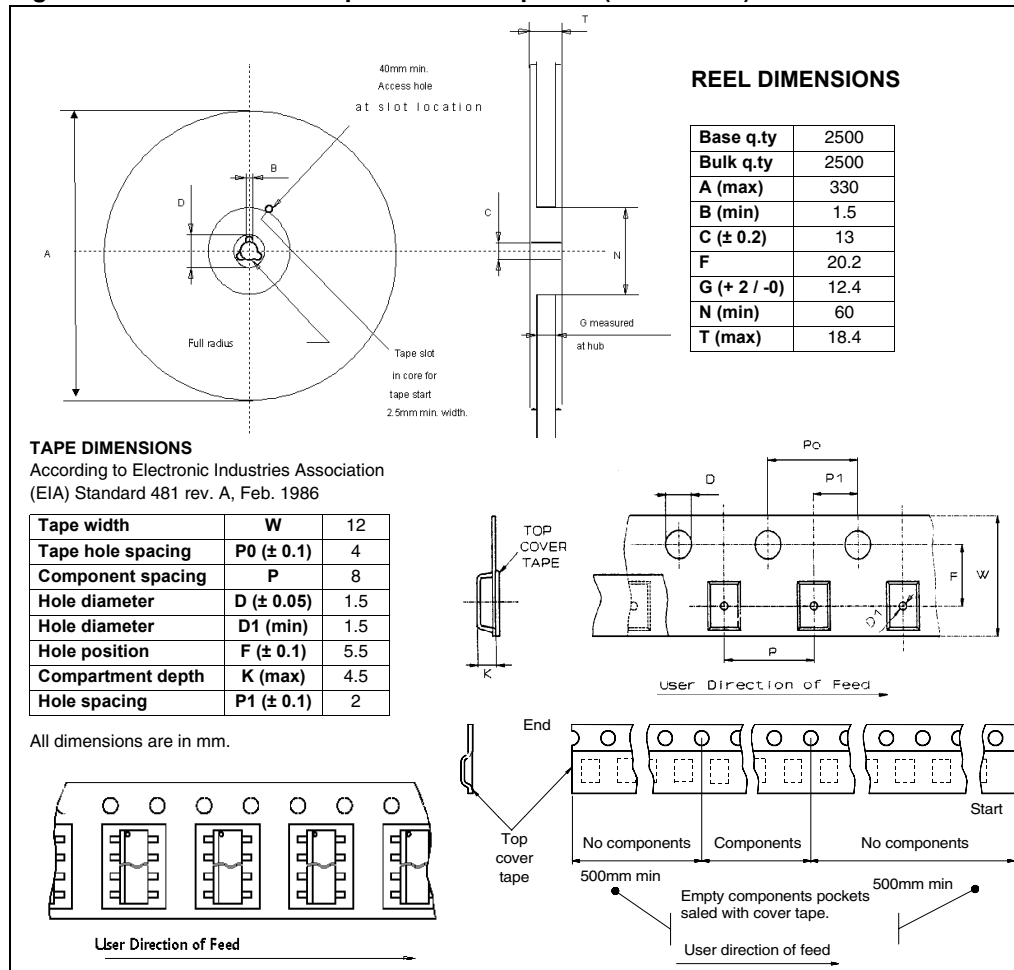 T
40mm min.
Access hole
at slot location
REEL DIMENSIONS
Base q.ty 2500
Bulk q.ty 2500
A (max) 330
B (min) 1.5
C (± 0.2) 13
F 20.2
G (+ 2 / -0) 12.4
N (min) 60
T (max) 18.4
B
D
C
A
N
Full radius
G measured
at hub
Tape slot
in core for
tape start
2.5mm min. width.
TAPE DIMENSIONS
According to Electronic Industries Association
(EIA) Standard 481 rev. A, Feb. 1986
Tape width W 12
Tape hole spacing P0 (± 0.1) 4
Component spacing P 8
Hole diameter D (± 0.05) 1.5
Hole diameter D1 (min) 1.5
Hole position F (± 0.1) 5.5
Compartment depth K (max) 4.5
Hole spacing P1 (± 0.1) 2
All dimensions are in mm.
Po
D
P1
TOP
COVER
TAPE
F
W
D1
K
P
User Direction of Feed
End
Start
Top
cover
tape
No components
Components
No components
500mm min
500mm min
Empty components pockets
saled with cover tape.
User direction of feed
User Direction of Feed